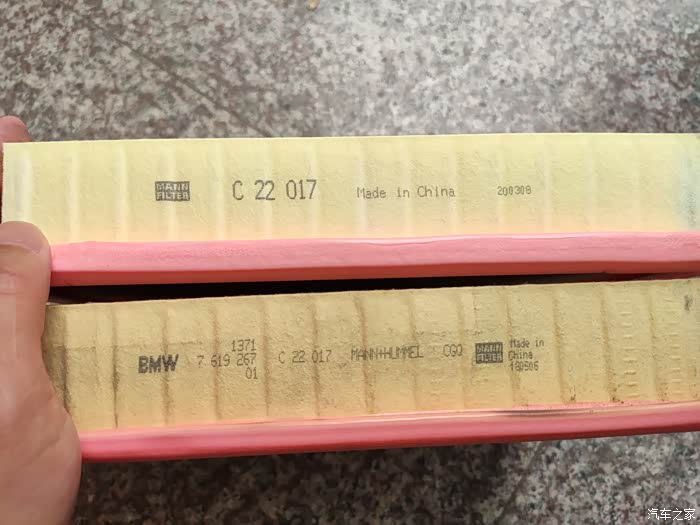 MANN
FILTER
C 22 017
Made in China
200308
BMW
1371
7 619 267
01
C 22 017
MANN+HUMMEL
CGQ
MANN
FILTER
Made in
China
180506
汽车之家